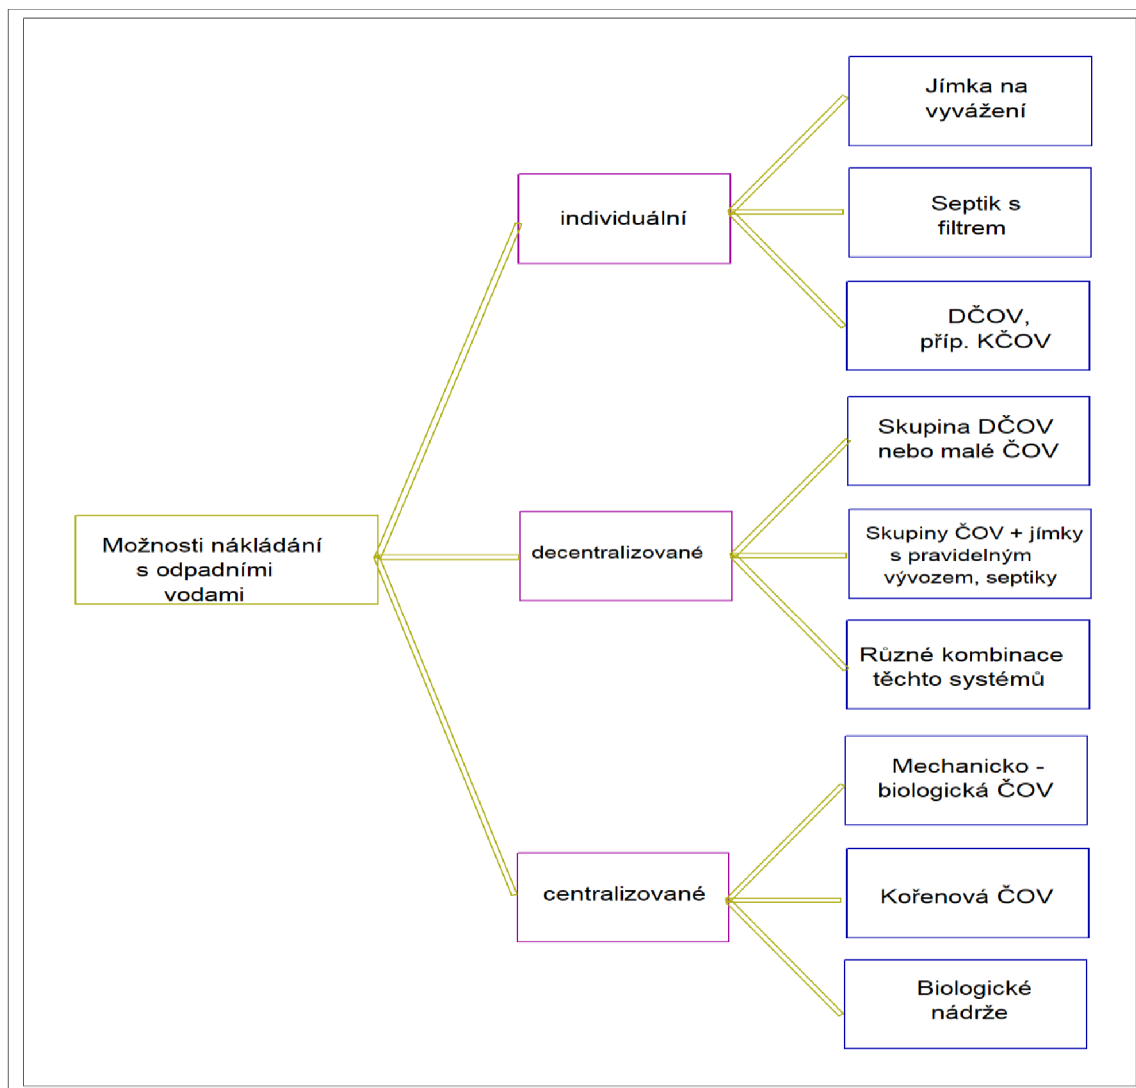 Jímka na
vyvážení
individuální
Septik s
filtrem
DČOV,
příp. KČOV
Možnosti nákládání
s odpadními
vodami
decentralizované
Skupina DČOV
nebo malé ČOV
Skupiny ČOV + jímky
s pravidelným
vývozem, septiky
Různé kombinace
těchto systémů
centralizované
Mechanicko -
biologická ČOV
Kořenová ČOV
Biologické
nádrže